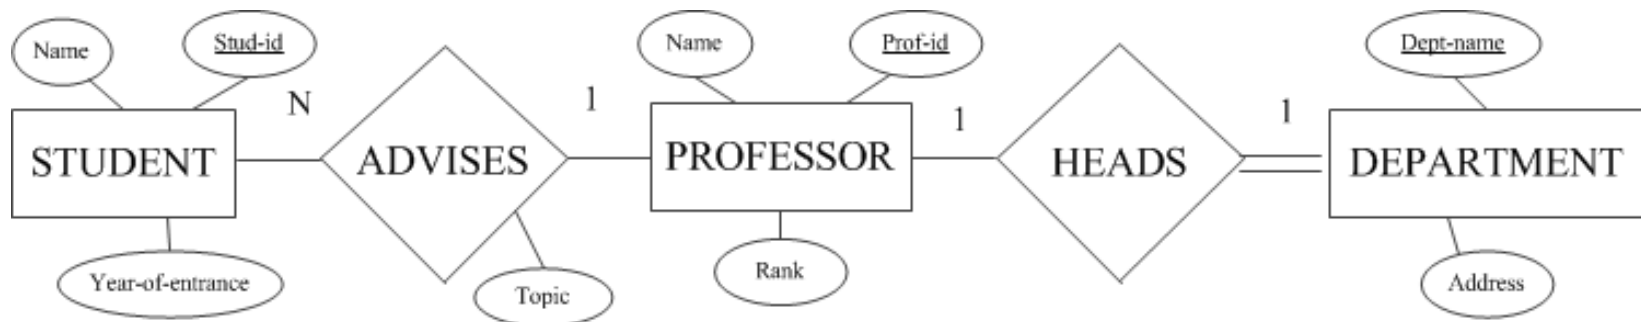 Name
Stud-id
STUDENT
Year-of-entrance
N
ADVISES
Topic
1
Name
Prof-id
PROFESSOR
Rank
1
HEADS
1
Dept-name
DEPARTMENT
Address